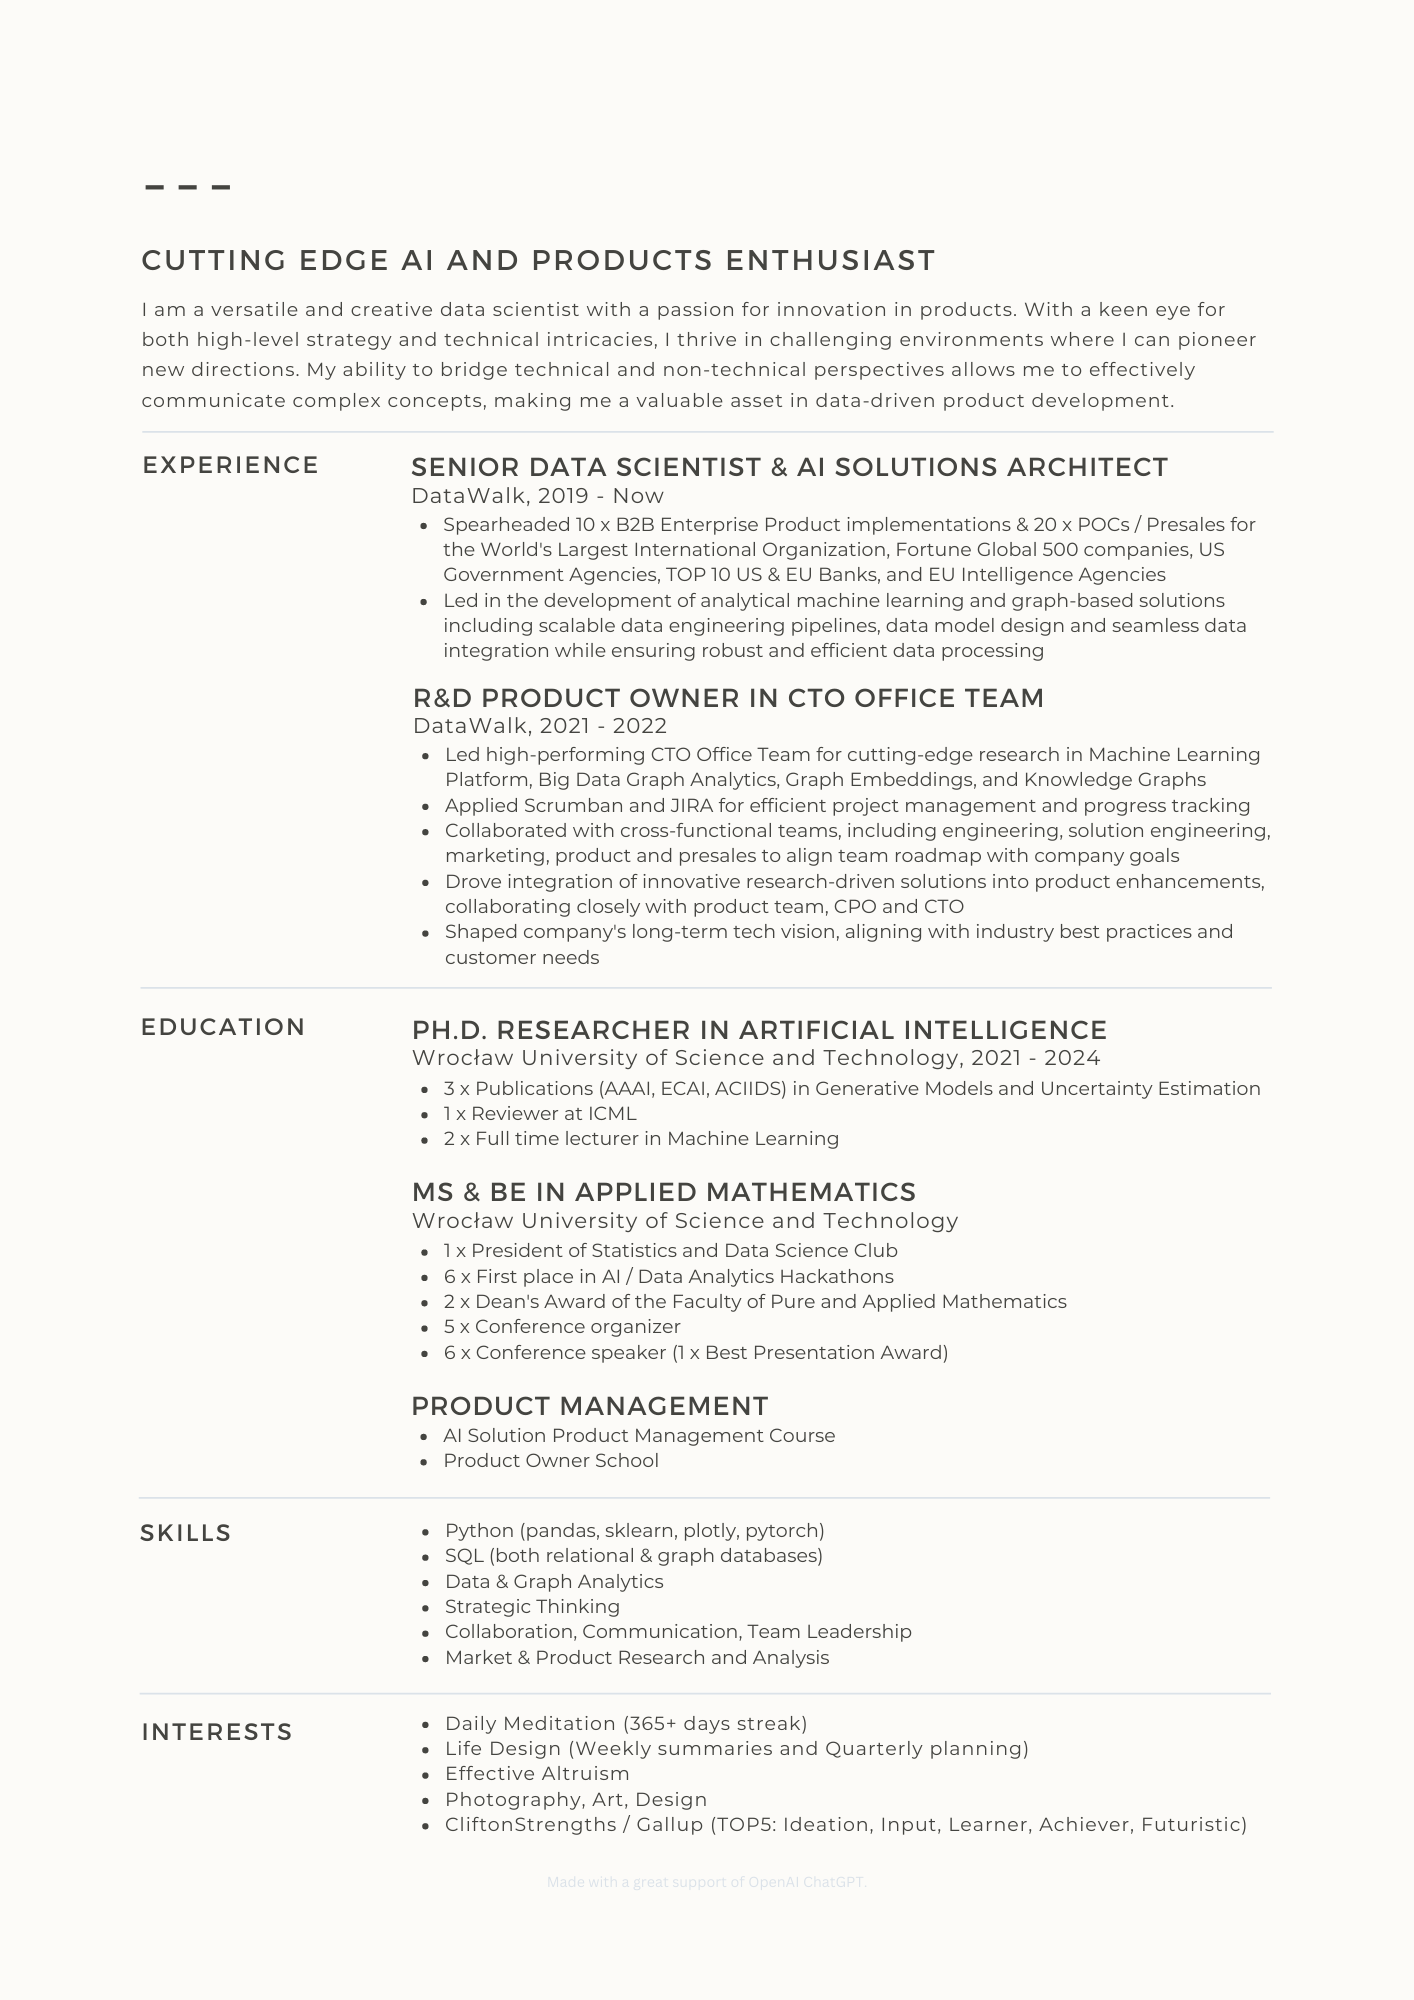 – – –
CUTTING EDGE AI AND PRODUCTS ENTHUSIAST
I am a versatile and creative data scientist with a passion for innovation in products. With a keen eye for
both high-level strategy and technical intricacies, I thrive in challenging environments where I can pioneer
new directions. My ability to bridge technical and non-technical perspectives allows me to effectively
communicate complex concepts, making me a valuable asset in data-driven product development.
EXPERIENCE
SENIOR DATA SCIENTIST & AI SOLUTIONS ARCHITECT
DataWalk, 2019 - Now
• Spearheaded 10 x B2B Enterprise Product implementations & 20 x POCs / Presales for
the World's Largest International Organization, Fortune Global 500 companies, US
Government Agencies, TOP 10 US & EU Banks, and EU Intelligence Agencies
• Led in the development of analytical machine learning and graph-based solutions
including scalable data engineering pipelines, data model design and seamless data
integration while ensuring robust and efficient data processing
R&D PRODUCT OWNER IN CTO OFFICE TEAM
DataWalk, 2021 - 2022
• Led high-performing CTO Office Team for cutting-edge research in Machine Learning
Platform, Big Data Graph Analytics, Graph Embeddings, and Knowledge Graphs
• Applied Scrumban and JIRA for efficient project management and progress tracking
• Collaborated with cross-functional teams, including engineering, solution engineering,
marketing, product and presales to align team roadmap with company goals
• Drove integration of innovative research-driven solutions into product enhancements,
collaborating closely with product team, CPO and CTO
• Shaped company's long-term tech vision, aligning with industry best practices and
customer needs
EDUCATION
PH.D. RESEARCHER IN ARTIFICIAL INTELLIGENCE
Wrocław University of Science and Technology, 2021 - 2024
• 3 x Publications (AAAI, ECAI, ACIIDS) in Generative Models and Uncertainty Estimation
• 1 x Reviewer at ICML
• 2 x Full time lecturer in Machine Learning
MS & BE IN APPLIED MATHEMATICS
Wrocław University of Science and Technology
• 1 x President of Statistics and Data Science Club
• 6 x First place in AI / Data Analytics Hackathons
• 2 x Dean's Award of the Faculty of Pure and Applied Mathematics
• 5 x Conference organizer
• 6 x Conference speaker (1 x Best Presentation Award)
PRODUCT MANAGEMENT
• AI Solution Product Management Course
• Product Owner School
SKILLS
• Python (pandas, sklearn, plotly, pytorch)
• SQL (both relational & graph databases)
• Data & Graph Analytics
• Strategic Thinking
• Collaboration, Communication, Team Leadership
• Market & Product Research and Analysis
INTERESTS
• Daily Meditation (365+ days streak)
• Life Design (Weekly summaries and Quarterly planning)
• Effective Altruism
• Photography, Art, Design
• CliftonStrengths / Gallup (TOP5: Ideation, Input, Learner, Achiever, Futuristic)
Made with a great support of OpenAI ChatGPT.